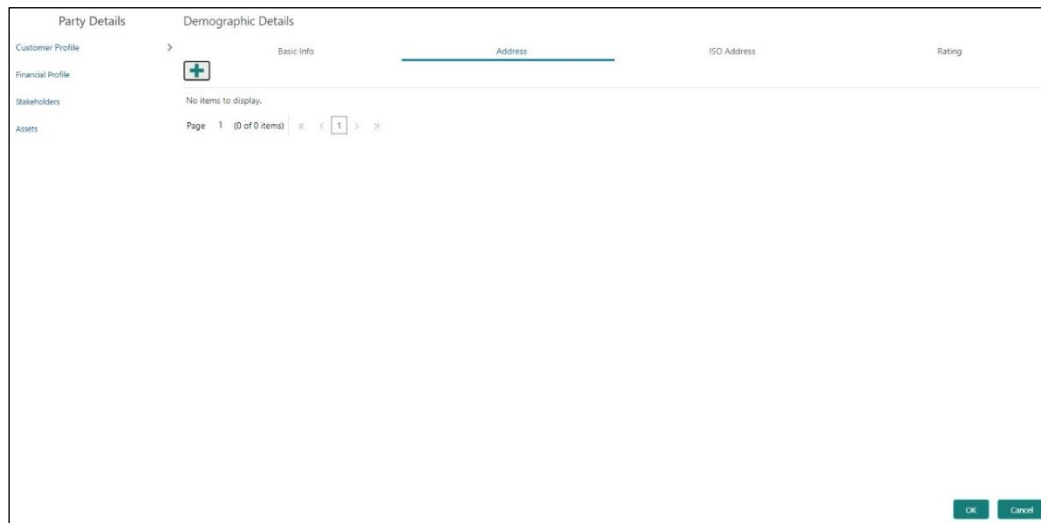 Party Details
Demographic Details
Customer Profile
Basic Info
Address
ISO Address
Rating
Financial Profile
Stakeholders
No items to display.
Assets
Page 1 (0 of 0 items) 1
OK
Cancel